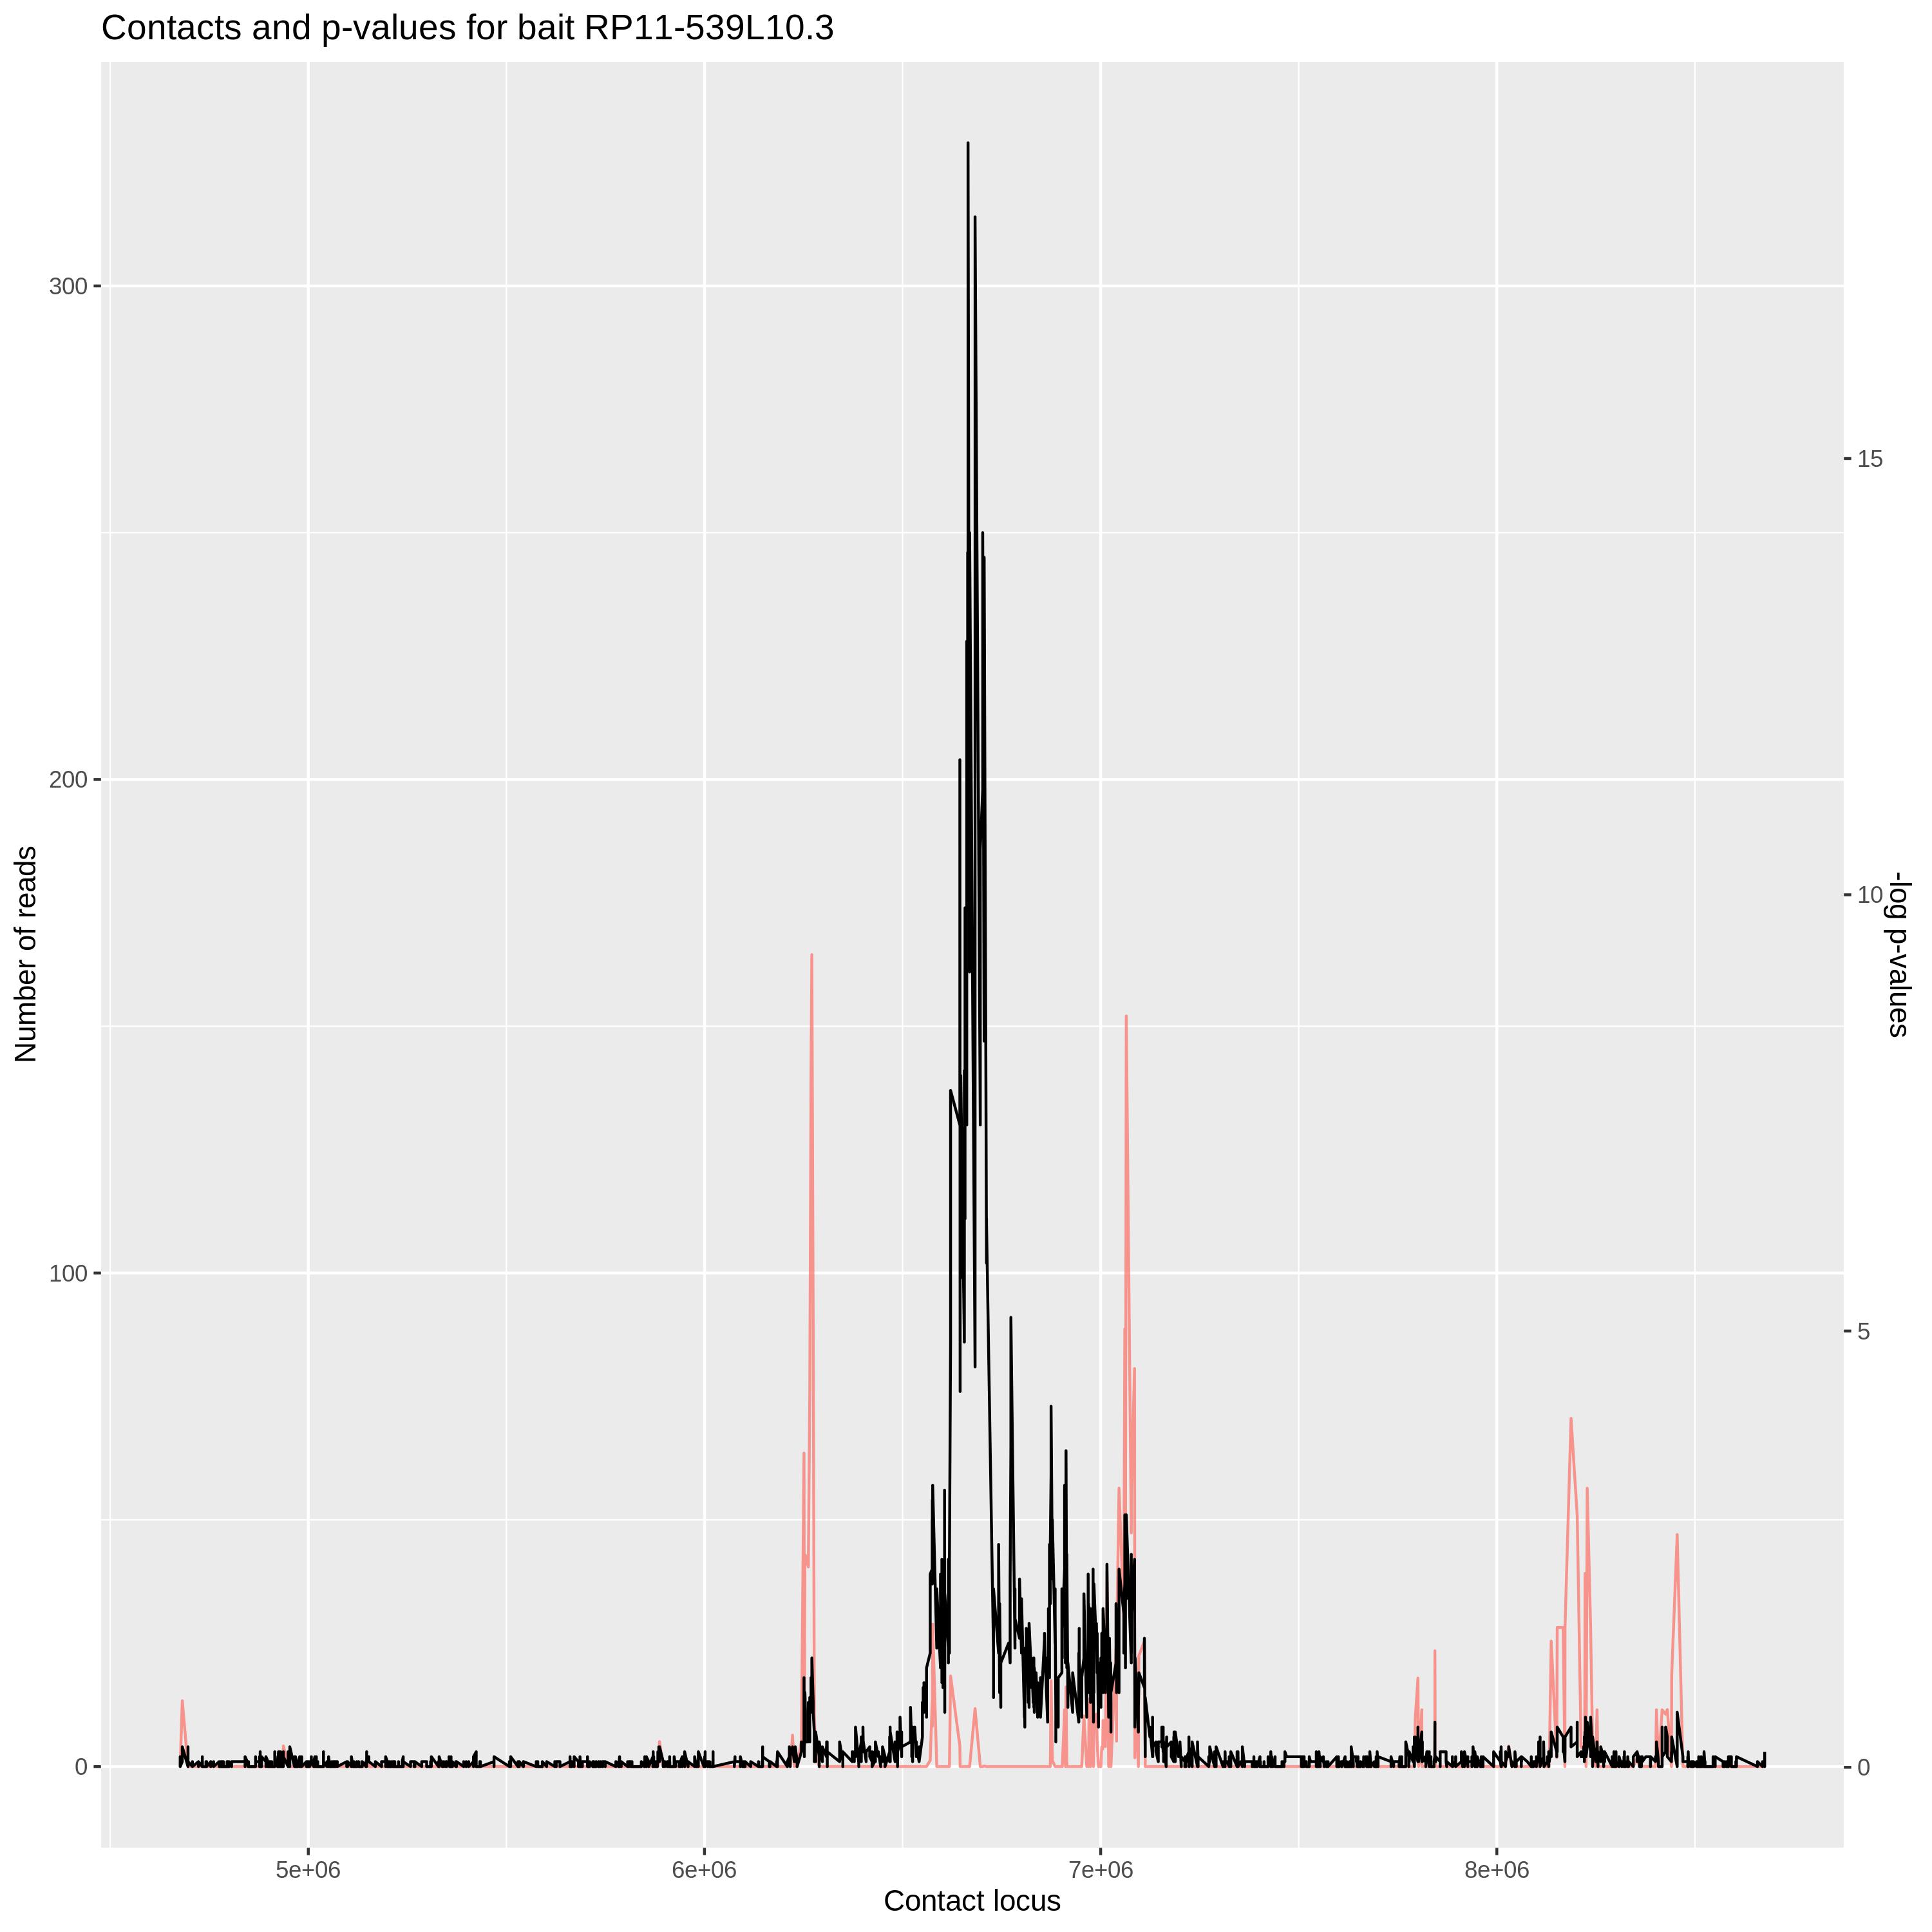 Contacts and p-values for bait RP11-539L10.3
300
200
100
0
Number of reads
15
10
5
0
-log p-values
5e+06
6e+06
7e+06
8e+06
Contact locus